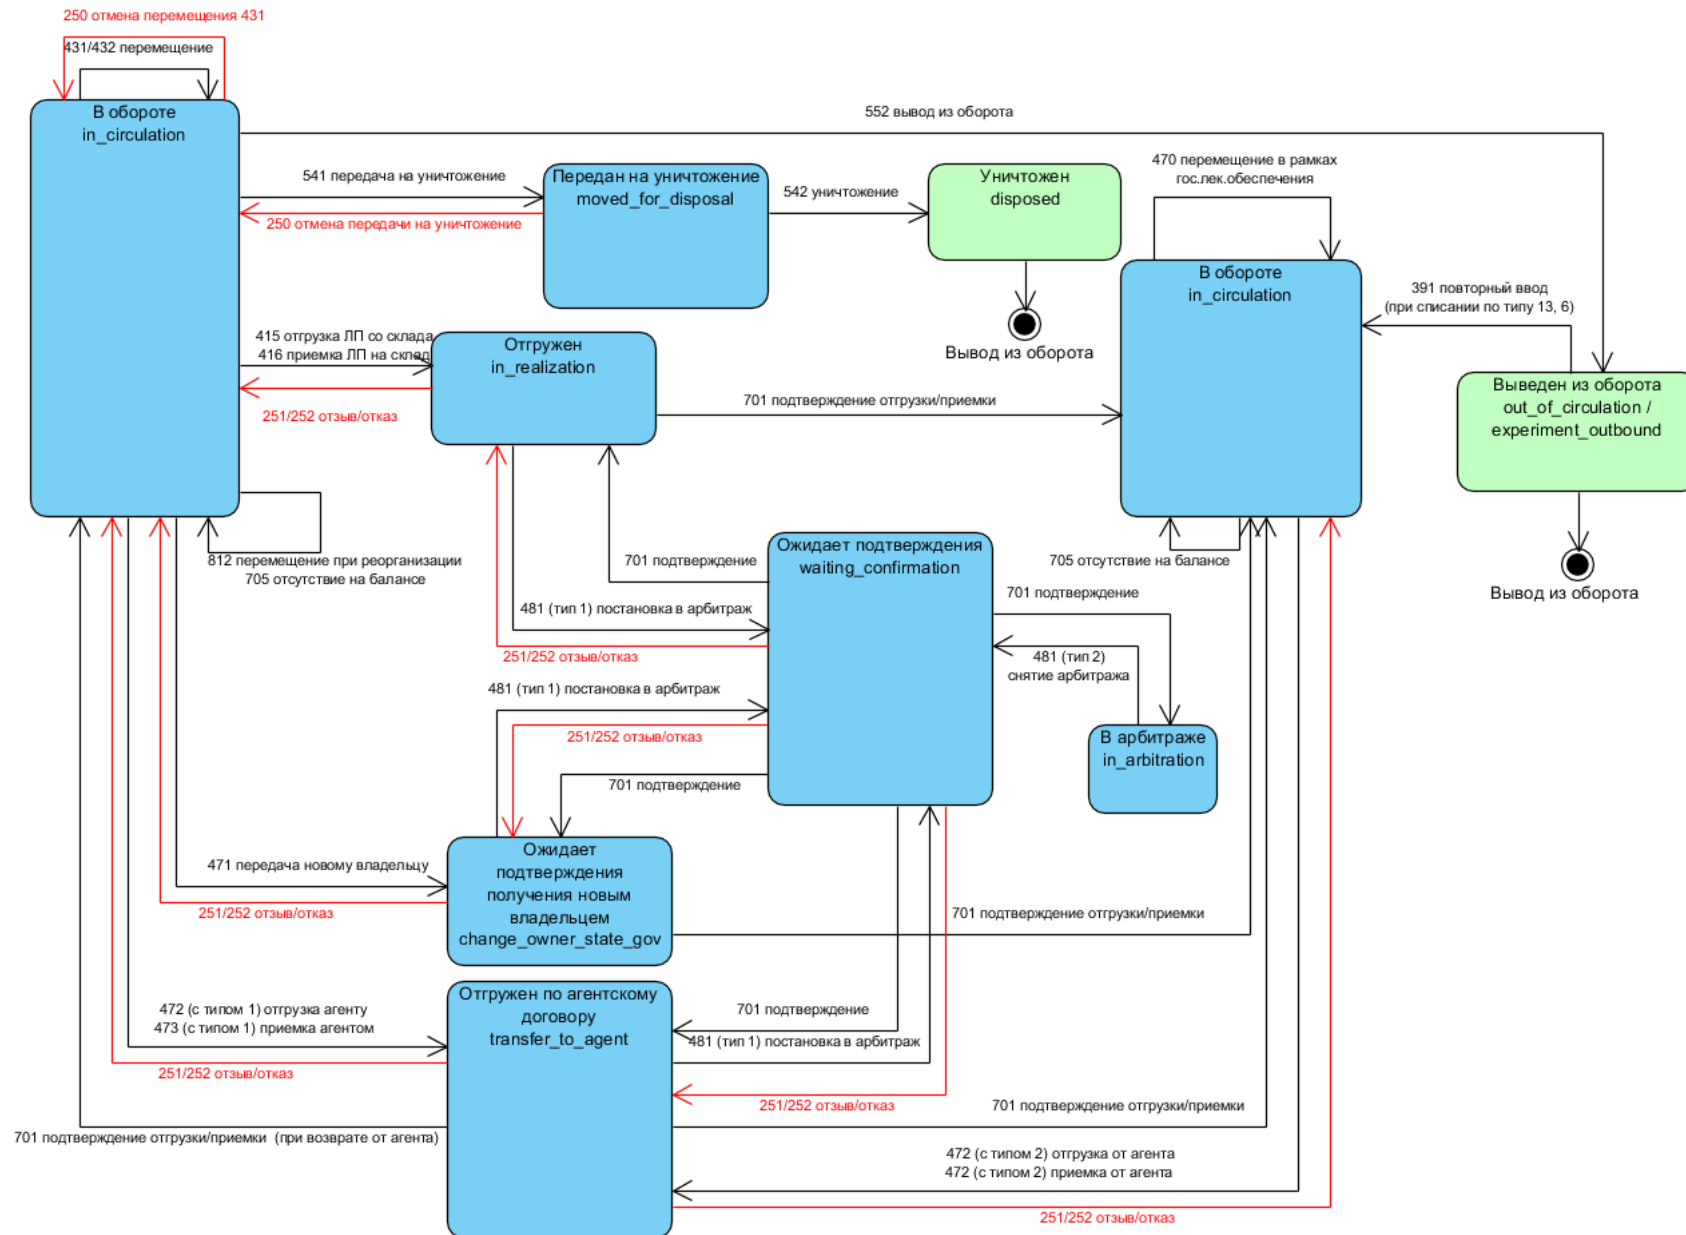 250 отмена перемещения 431
431/432 перемещение
В обороте
in_circulation
552 вывод из оборота
541 передача на уничтожение
250 отмена передачи на уничтожение
Передан на уничтожение
moved_for_disposal
542 уничтожение
Уничтожен
disposed
Вывод из оборота
470 перемещение в рамках
гос.лек.обеспечения
В обороте
in_circulation
391 повторный ввод
(при списании по типу 13, 6)
Выведен из оборота
out_of_circulation /
experiment_outbound
Вывод из оборота
415 отгрузка ЛП со склада
416 приемка ЛП на склад
251/252 отзыв/отказ
Отгружен
in_realization
701 подтверждение отгрузки/приемки
812 перемещение при реорганизации
705 отсутствие на балансе
701 подтверждение
Ожидает подтверждения
waiting_confirmation
705 отсутствие на балансе
481 (тип 1) постановка в арбитраж
251/252 отзыв/отказ
701 подтверждение
481 (тип 2)
снятие арбитража
481 (тип 1) постановка в арбитраж
251/252 отзыв/отказ
В арбитраже
in_arbitration
701 подтверждение
471 передача новому владельцу
251/252 отзыв/отказ
Ожидает
подтверждения
получения новым
владельцем
change_owner_state_gov
701 подтверждение отгрузки/приемки
472 (с типом 1) отгрузка агенту
473 (с типом 1) приемка агентом
251/252 отзыв/отказ
Отгружен по агентскому
договору
transfer_to_agent
701 подтверждение
481 (тип 1) постановка в арбитраж
251/252 отзыв/отказ
701 подтверждение отгрузки/приемки
701 подтверждение отгрузки/приемки (при возврате от агента)
472 (с типом 2) отгрузка от агента
472 (с типом 2) приемка от агента
251/252 отзыв/отказ